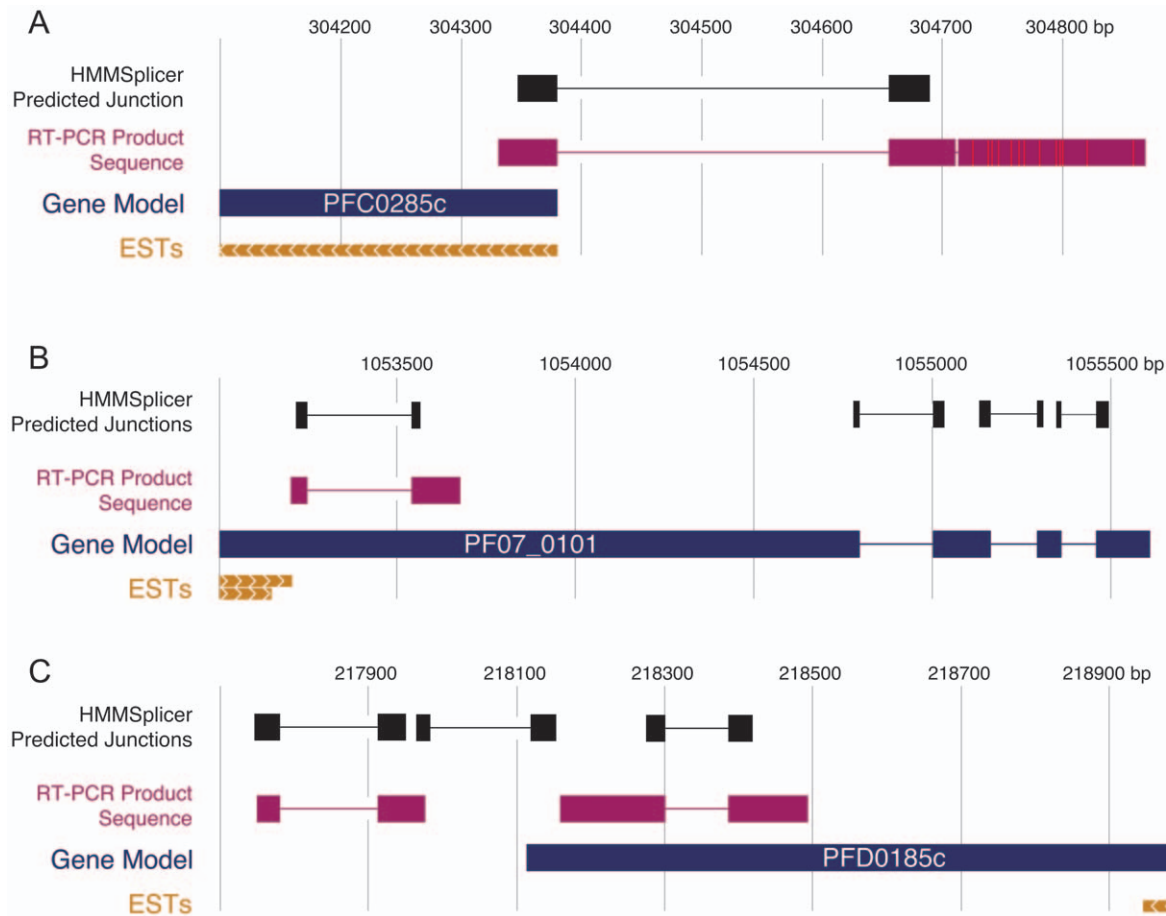 A
304200 304300 304400 304500 304600 304700 304800 bp
HMMSplicer
Predicted Junction
RT-PCR Product
Sequence
Gene Model
PFC0285c
ESTs
B
1053500 1054000 1054500 1055000 1055500 bp
HMMSplicer
Predicted Junctions
RT-PCR Product
Sequence
Gene Model
PF07_0101
ESTs
C
217900 218100 218300 218500 218700 218900 bp
HMMSplicer
Predicted Junctions
RT-PCR Product
Sequence
Gene Model
PFD0185c
ESTs